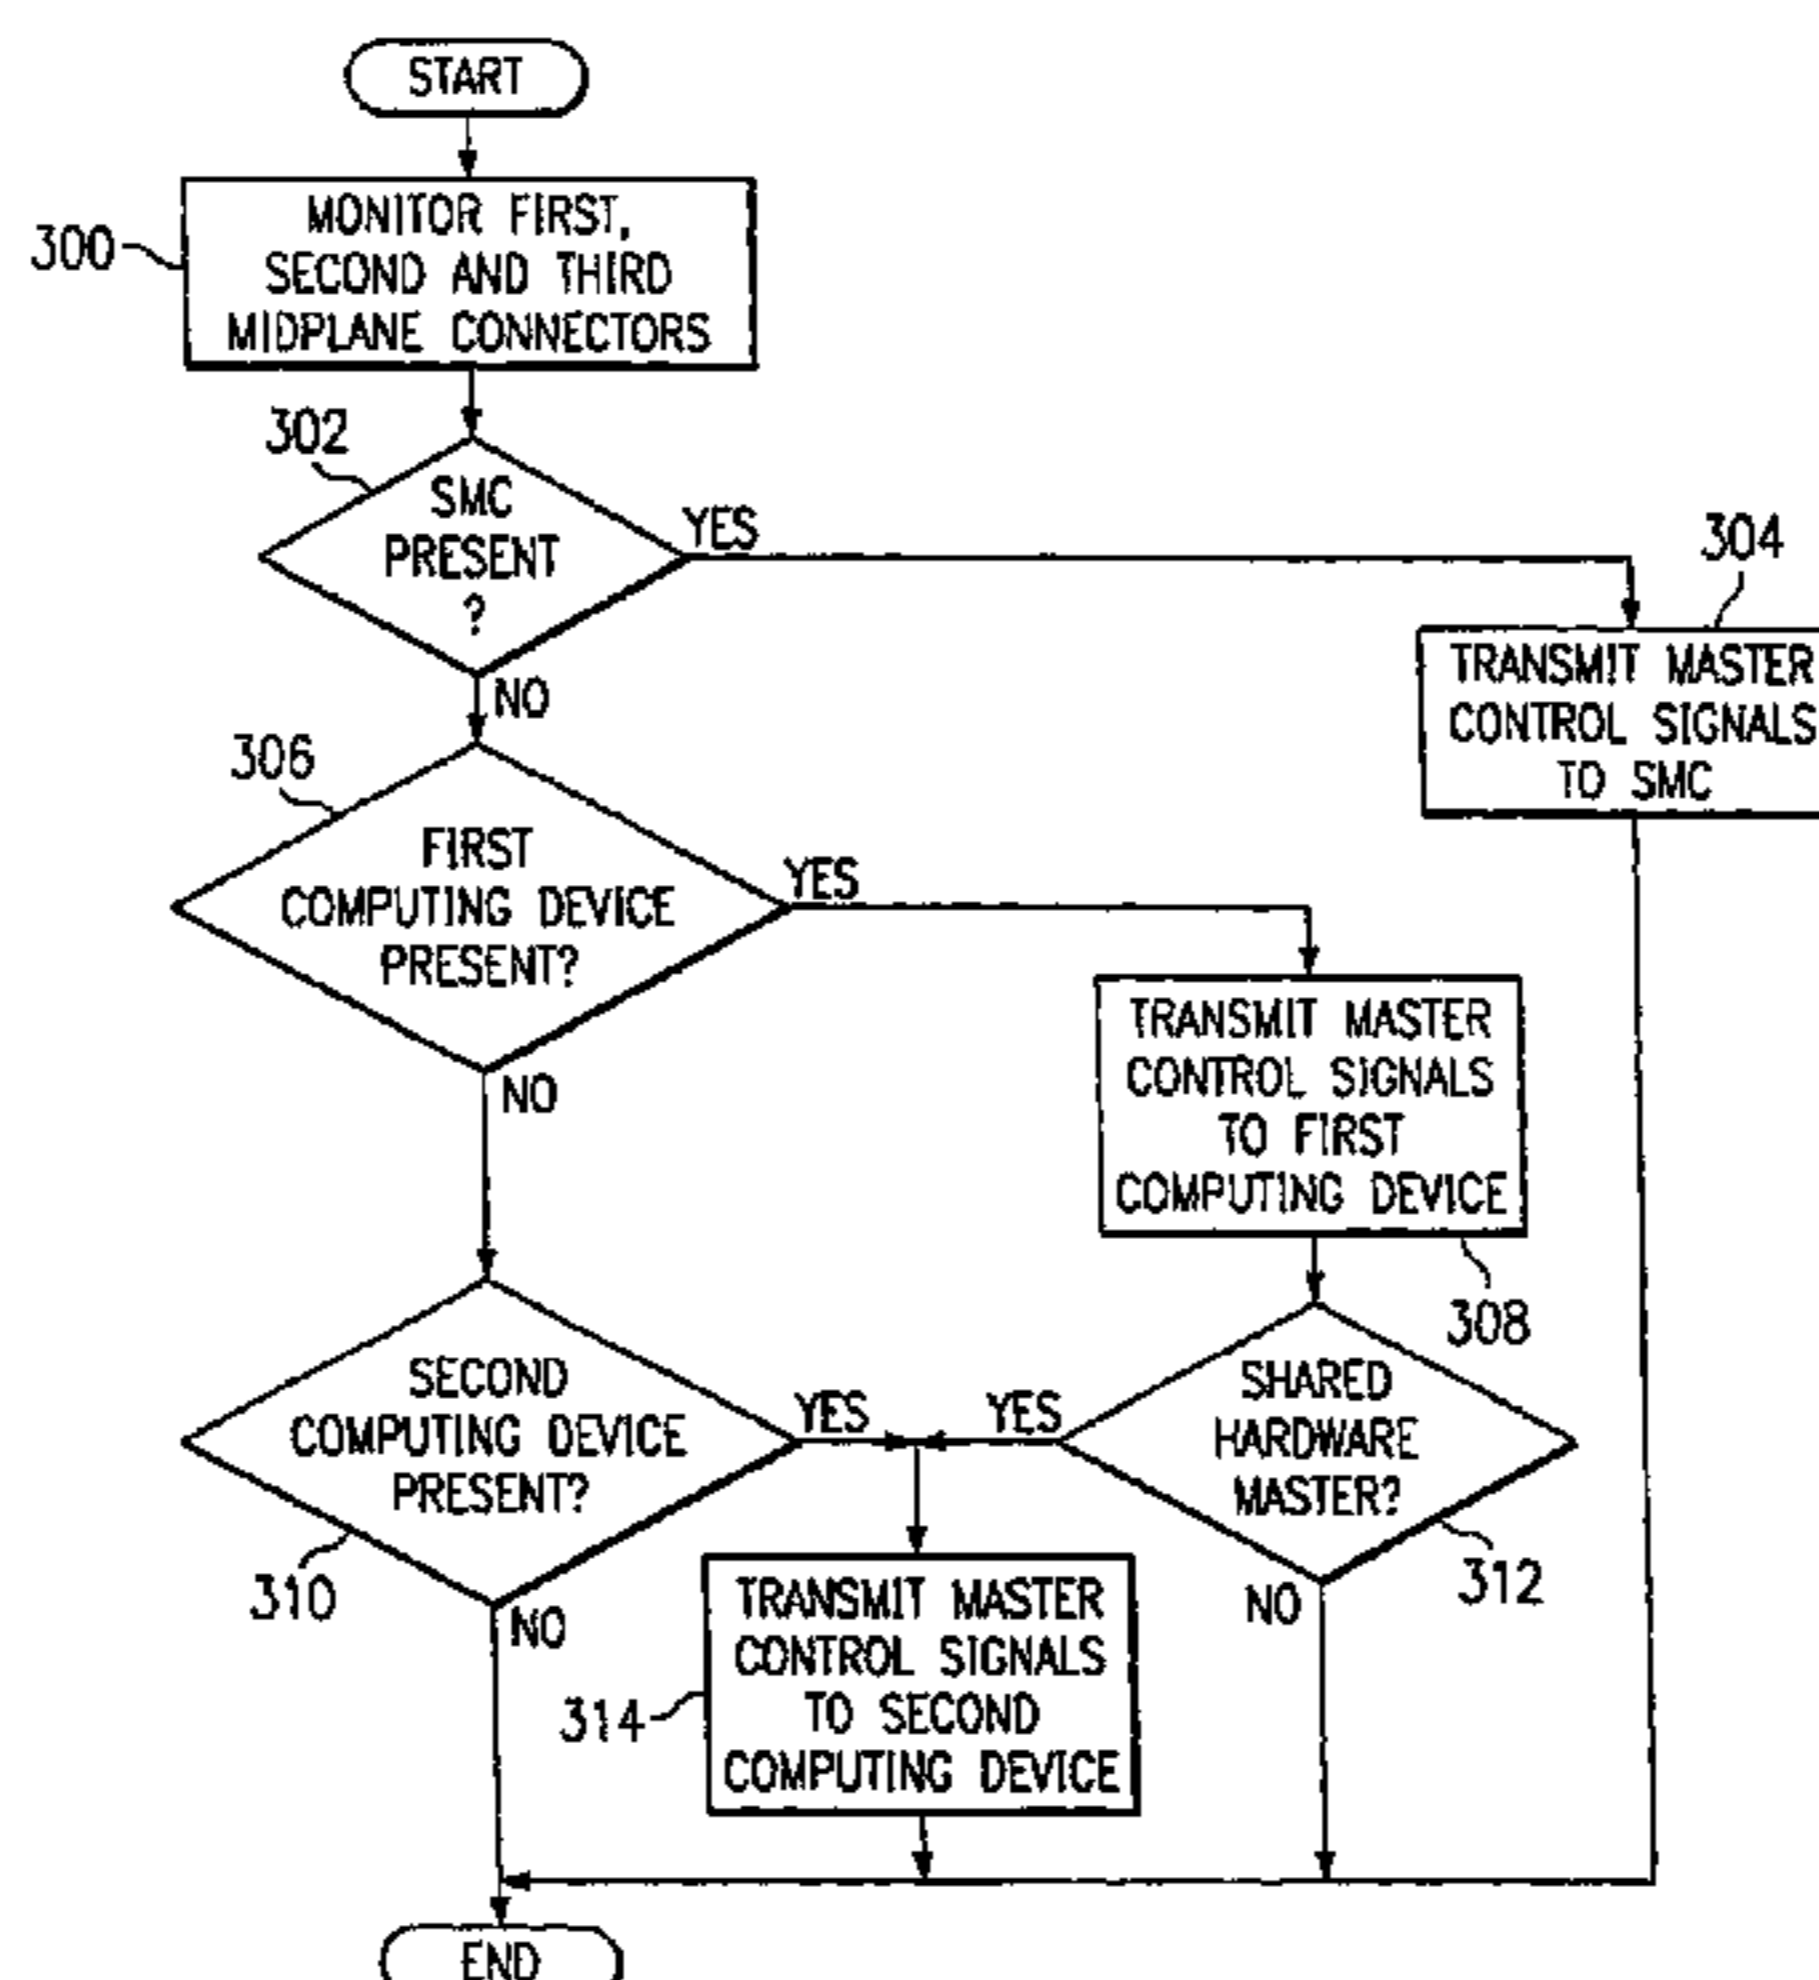 START
300
MONITOR FIRST,
SECOND AND THIRD
MIDPLANE CONNECTORS
302
SMC
PRESENT
?
YES
NO
304
TRANSMIT MASTER
CONTROL SIGNALS
TO SMC
306
FIRST
COMPUTING DEVICE
PRESENT?
YES
NO
TRANSMIT MASTER
CONTROL SIGNALS
TO FIRST
COMPUTING DEVICE
308
SECOND
COMPUTING DEVICE
PRESENT?
YES
310
NO
YES
SHARED
HARDWARE
MASTER?
312
NO
314
TRANSMIT MASTER
CONTROL SIGNALS
TO SECOND
COMPUTING DEVICE
END